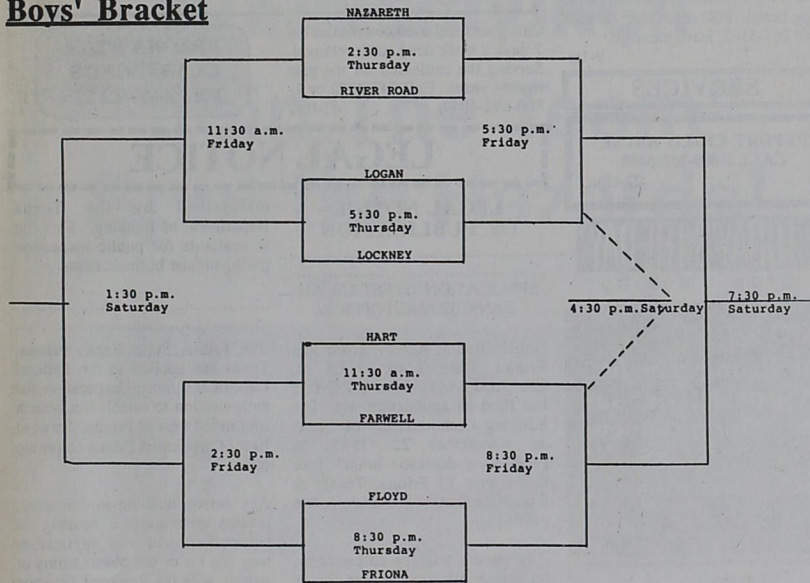 Boys' Bracket
NAZARETH
2:30 p.m.
Thursday
RIVER ROAD
11:30 a.m.
Friday
5:30 p.m.
Friday
LOGAN
5:30 p.m.
Thursday
LOCKNEY
1:30 p.m.
Saturday
4:30 p.m. Saturday
7:30 p.m.
Saturday
HART
11:30 a.m.
Thursday
FARWELL
2:30 p.m.
Friday
8:30 p.m.
Friday
FLOYD
8:30 p.m.
Thursday
FRIONA